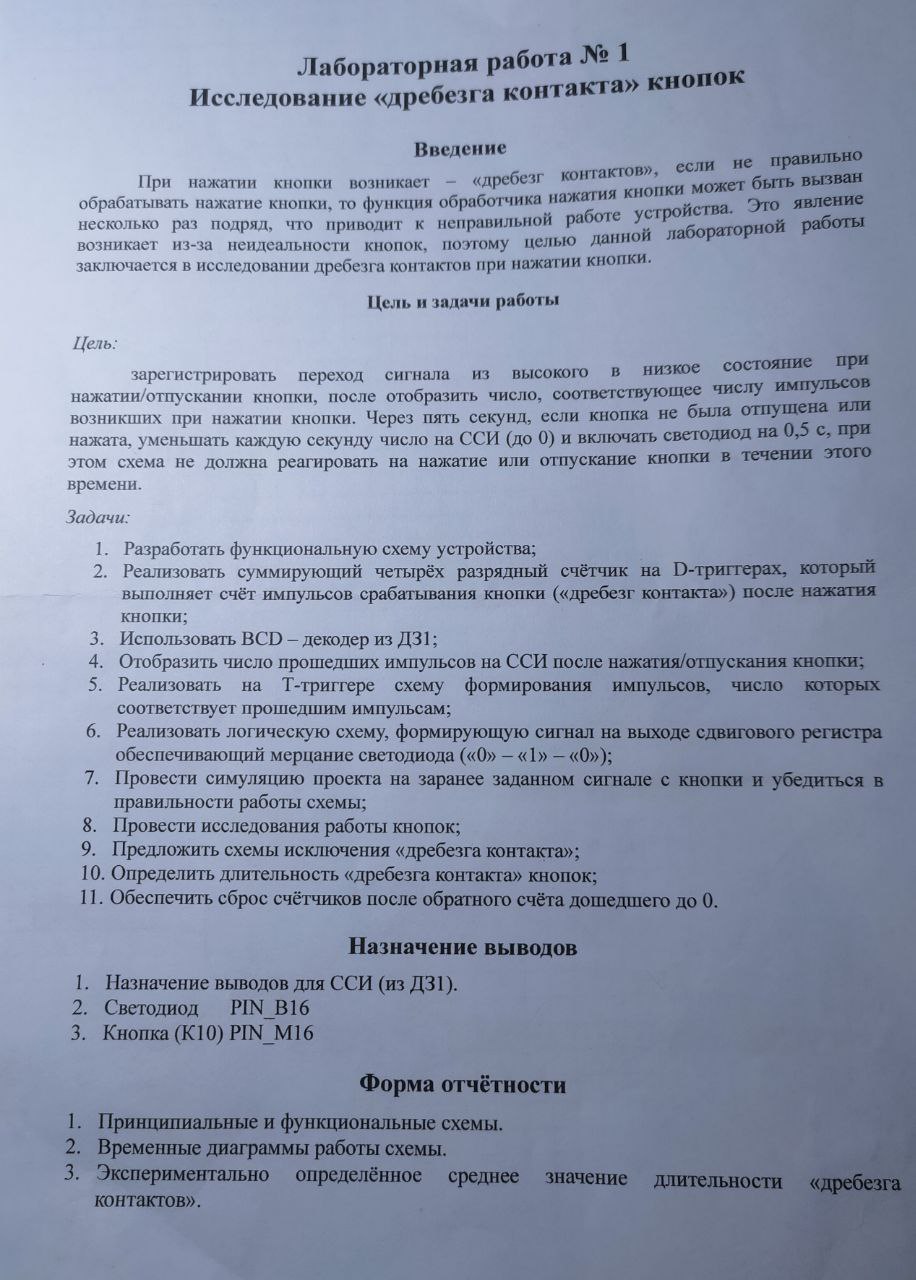 Лабораторная работа № 1
Исследование «дребезга контакта» кнопок
Введение
При нажатии кнопки возникает – «дребезг контактов», если не правильно
обрабатывать нажатие кнопки, то функция обработчика нажатия кнопки может быть вызван
несколько раз подряд, что приводит к неправильной работе устройства. Это явление
возникает из-за неидеальности кнопок, поэтому целью данной лабораторной работы
заключается в исследовании дребезга контактов при нажатии кнопки.
Цель и задачи работы
Цель:
зарегистрировать переход сигнала из высокого в низкое состояние при
нажатии/отпускании кнопки, после отобразить число, соответствующее числу импульсов
возникших при нажатии кнопки. Через пять секунд, если кнопка не была отпущена или
нажата, уменьшать каждую секунду число на ССИ (до 0) и включать светодиод на 0,5 с, при
этом схема не должна реагировать на нажатие или отпускание кнопки в течении этого
времени.
Задачи:
1. Разработать функциональную схему устройства;
2. Реализовать суммирующий четырёх разрядный счётчик на D-триггерах, который
выполняет счёт импульсов срабатывания кнопки («дребезг контакта») после нажатия
кнопки;
3. Использовать BCD – декодер из ДЗ1;
4. Отобразить число прошедших импульсов на ССИ после нажатия/отпускания кнопки;
5. Реализовать на Т-триггере схему формирования импульсов, число которых
соответствует прошедшим импульсам;
6. Реализовать логическую схему, формирующую сигнал на выходе сдвигового регистра
обеспечивающий мерцание светодиода («0» – «1» – «0»);
7. Провести симуляцию проекта на заранее заданном сигнале с кнопки и убедиться в
правильности работы схемы;
8. Провести исследования работы кнопок;
9. Предложить схемы исключения «дребезга контакта»;
10. Определить длительность «дребезга контакта» кнопок;
11. Обеспечить сброс счётчиков после обратного счёта дошедшего до 0.
Назначение выводов
1. Назначение выводов для ССИ (из ДЗ1).
2. Светодиод PIN_B16
3. Кнопка (К10) PIN_M16
Форма отчётности
1. Принципиальные и функциональные схемы.
2. Временные диаграммы работы схемы.
3. Экспериментально определённое среднее значение длительности «дребезга
контактов».